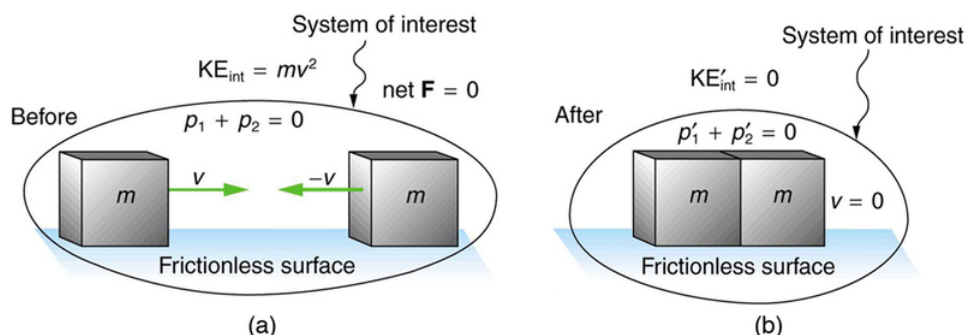 System of interest
KE_int = mv²
net F = 0
Before
p₁ + p₂ = 0
v
–v
m
m
Frictionless surface
(a)
System of interest
KE′_int = 0
After
p′₁ + p′₂ = 0
m
m
v = 0
Frictionless surface
(b)